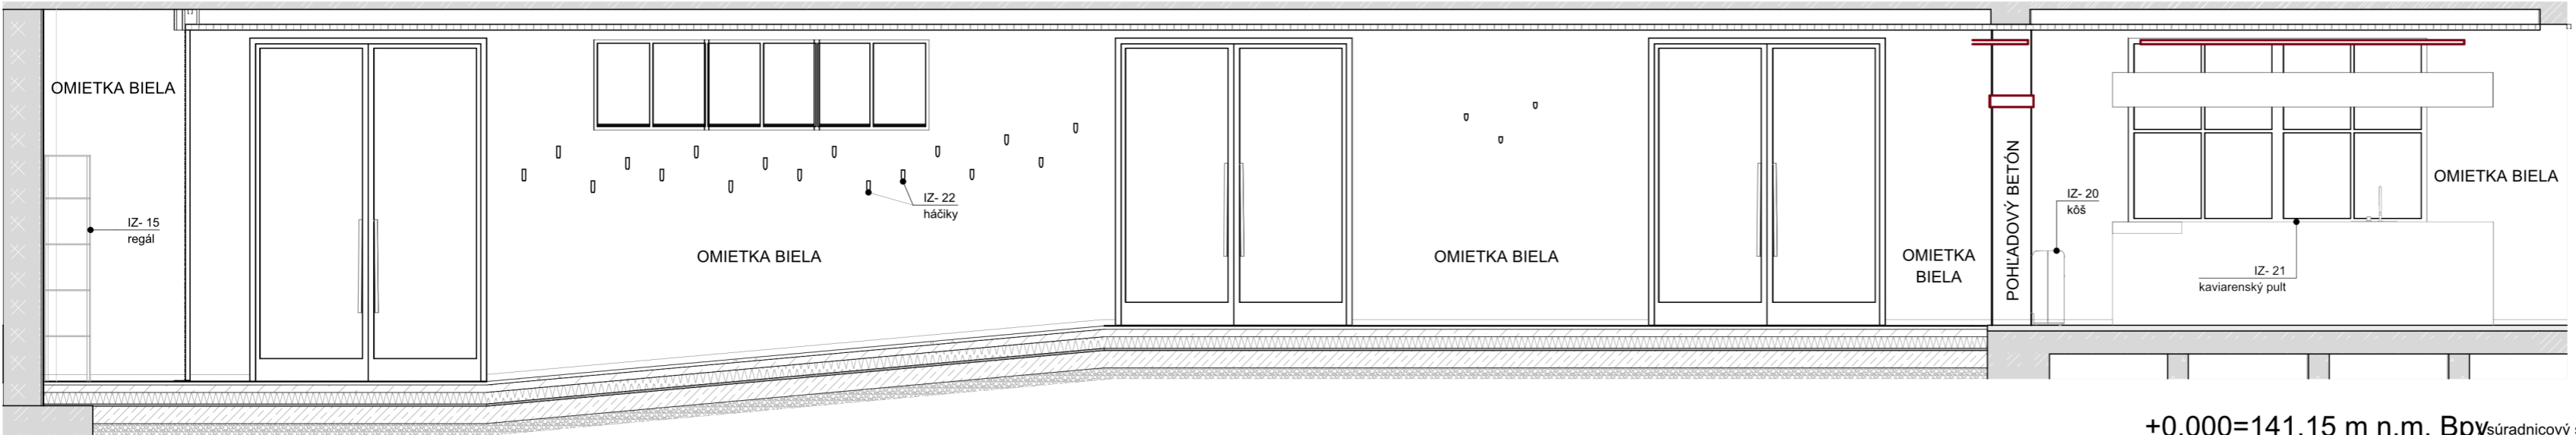 OMIETKA BIELA
IZ- 15
regál
IZ- 22
háčiky
OMIETKA BIELA
OMIETKA BIELA
OMIETKA
BIELA
POHĽADOVÝ BETÓN
IZ- 20
kôš
OMIETKA BIELA
IZ- 21
kaviarenský pult
+0,000=141,15 m n.m. Bpv
súradnicový